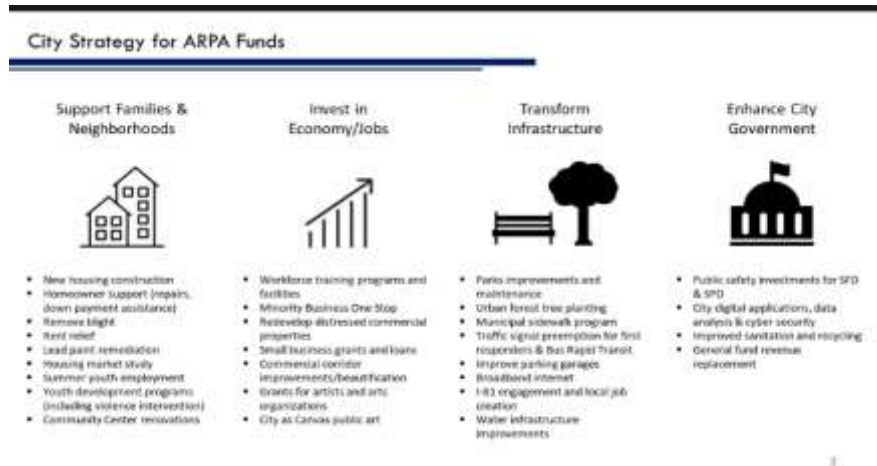 City Strategy for ARPA Funds
Support Families &
Neighborhoods
▪ New housing construction
▪ Homeowner support (repairs,
down payment assistance)
▪ Remove blight
▪ Rent relief
▪ Lead paint remediation
▪ Housing market study
▪ Summer youth employment
▪ Youth development programs
(including violence intervention)
▪ Community Center renovations
Invest in
Economy/Jobs
▪ Workforce training programs and
facilities
▪ Minority Business One Stop
▪ Redevelop distressed commercial
properties
▪ Small business grants and loans
▪ Commercial corridor
improvements/beautification
▪ Grants for artists and arts
organizations
▪ City as Canvas public art
Transform
Infrastructure
▪ Parks improvements and
maintenance
▪ Urban forest tree planting
▪ Municipal sidewalk program
▪ Traffic signal preemption for first
responders & Bus Rapid Transit
▪ Improve parking garages
▪ Broadband internet
▪ I-81 engagement and local job
creation
▪ Water infrastructure
improvements
Enhance City
Government
▪ Public safety investments for SFD
& SPD
▪ City digital applications, data
analysis & cyber security
▪ Improved sanitation and recycling
▪ General fund revenue
replacement